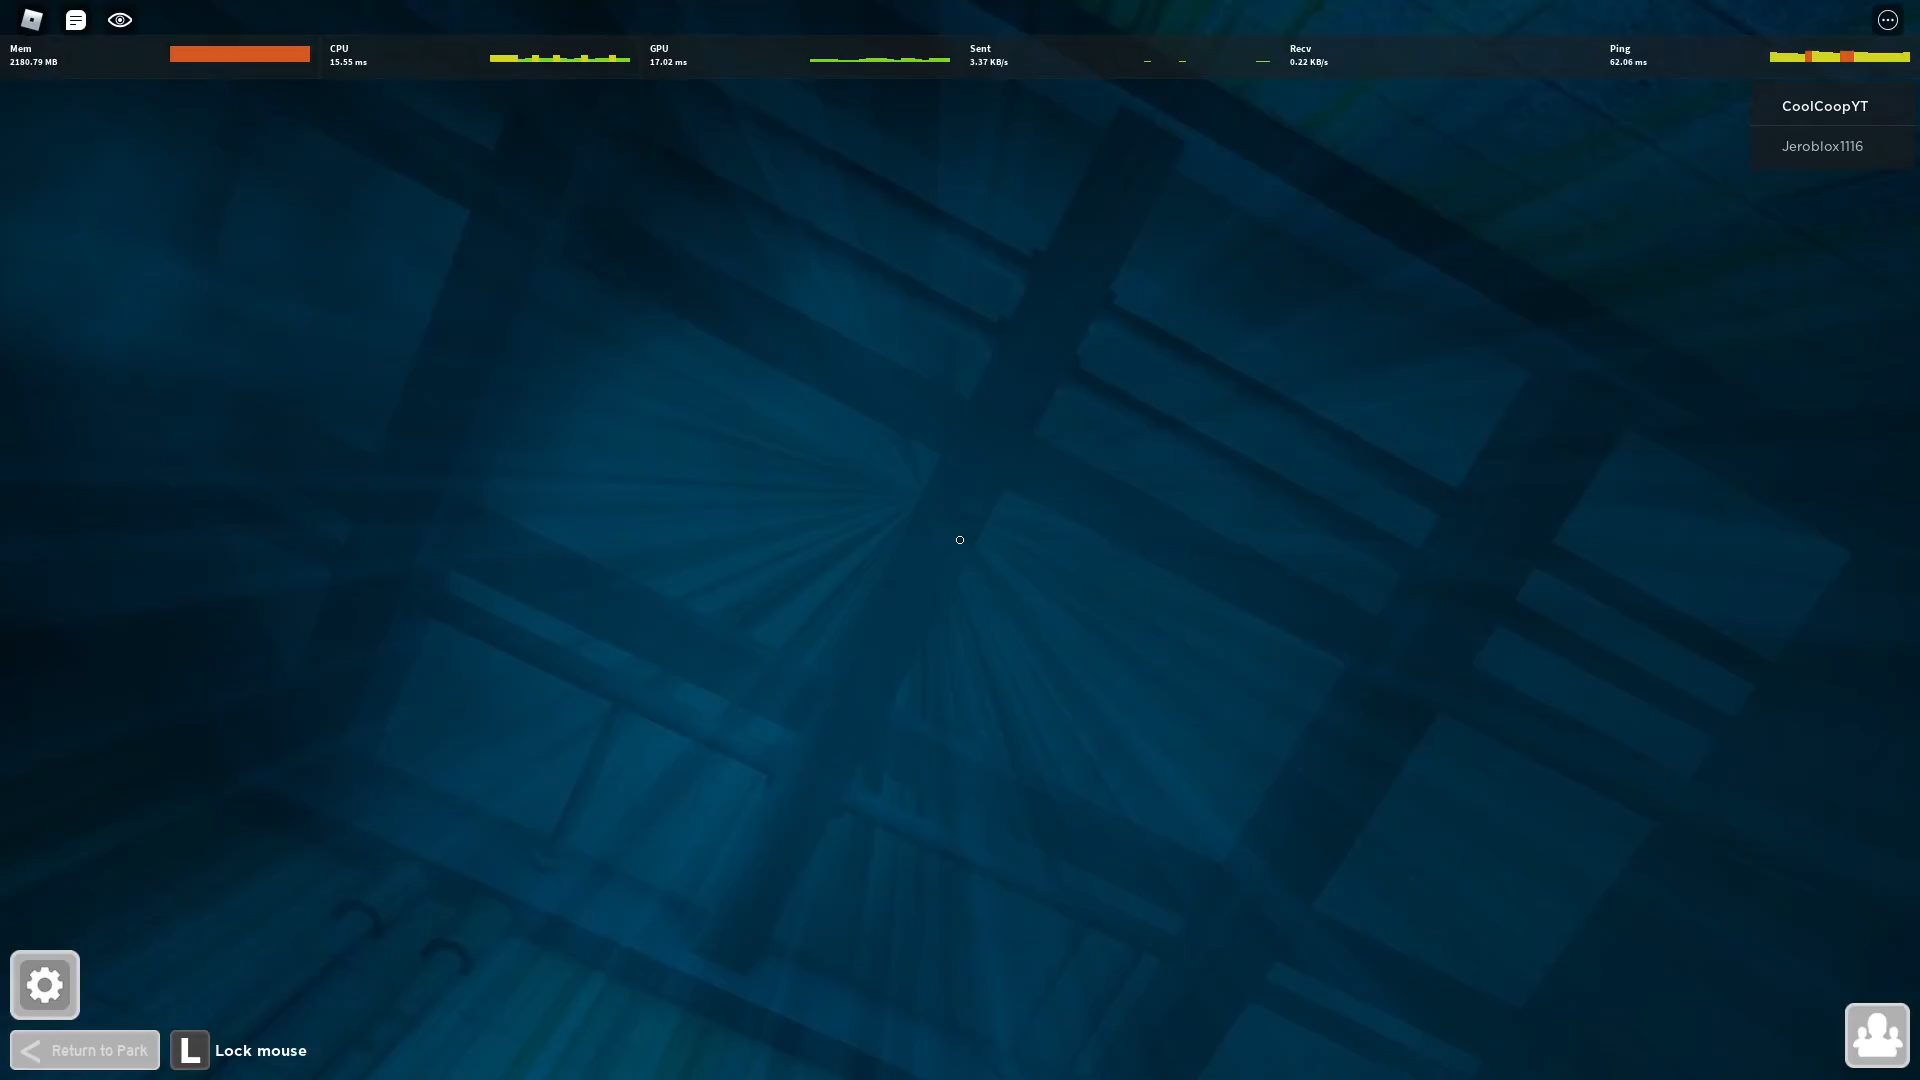 Mem
2180.79 MB
CPU
15.55 ms
GPU
17.02 ms
Sent
3.37 KB/s
Recv
0.22 KB/s
Ping
62.06 ms
CoolCoopYT
Jeroblox1116
Return to Park
L
Lock mouse